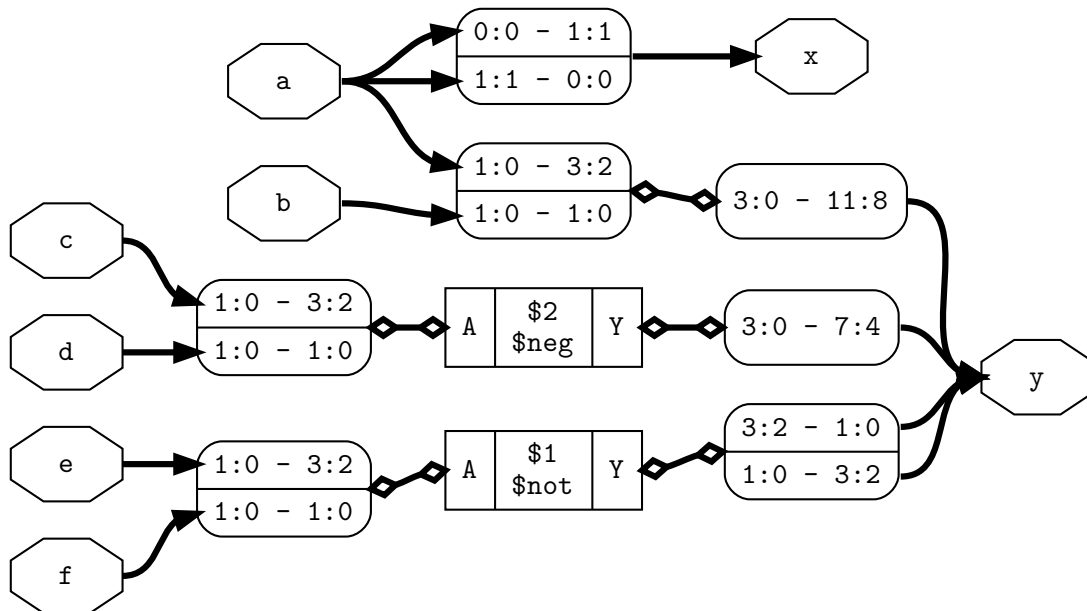 a
0:0 - 1:1
1:1 - 0:0
x
b
1:0 - 3:2
1:0 - 1:0
3:0 - 11:8
c
d
1:0 - 3:2
1:0 - 1:0
A
$2
$neg
Y
3:0 - 7:4
y
e
f
1:0 - 3:2
1:0 - 1:0
A
$1
$not
Y
3:2 - 1:0
1:0 - 3:2